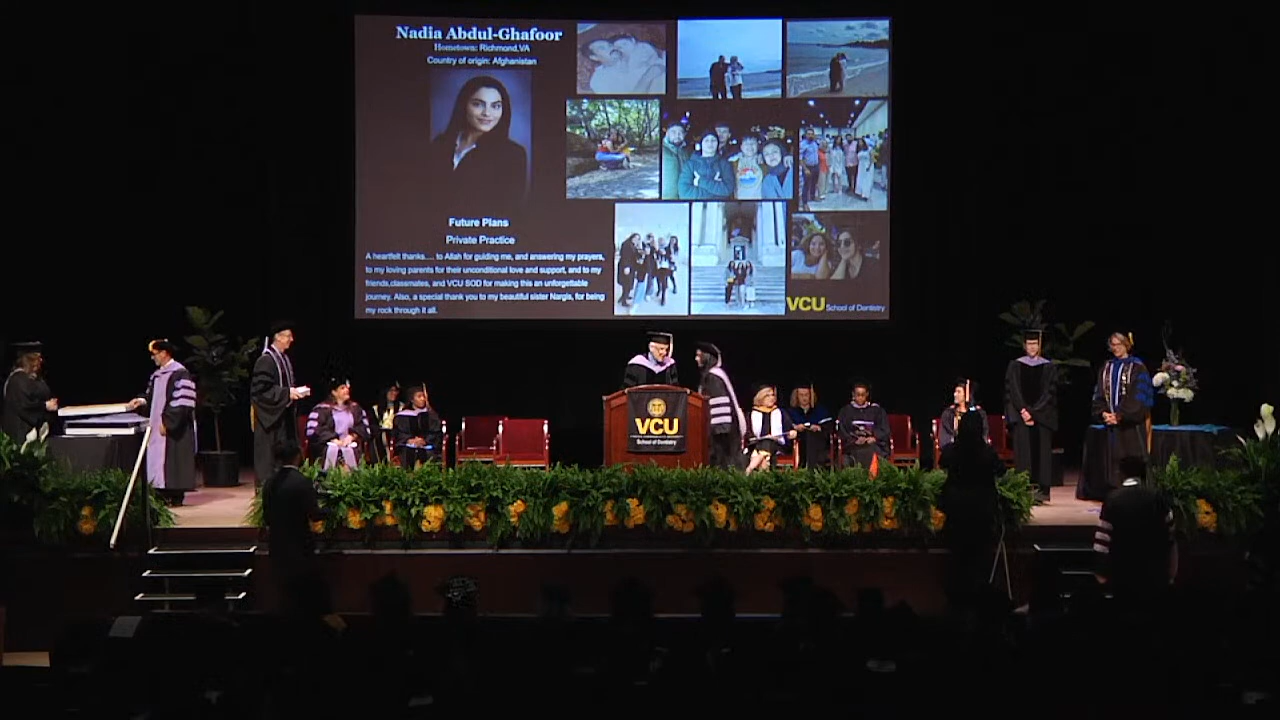 Nadia Abdul-Ghafoor
Hometown: Richmond,VA
Country of origin: Afghanistan
Future Plans
Private Practice
A heartfelt thanks.... to Allah for guiding me, and answering my prayers,
to my loving parents for their unconditional love and support, and to my
friends,classmates, and VCU SOD for making this an unforgettable
journey. Also, a special thank you to my beautiful sister Nargis, for being
my rock through it all.
VCU School of Dentistry
VCU
School of Dentistry